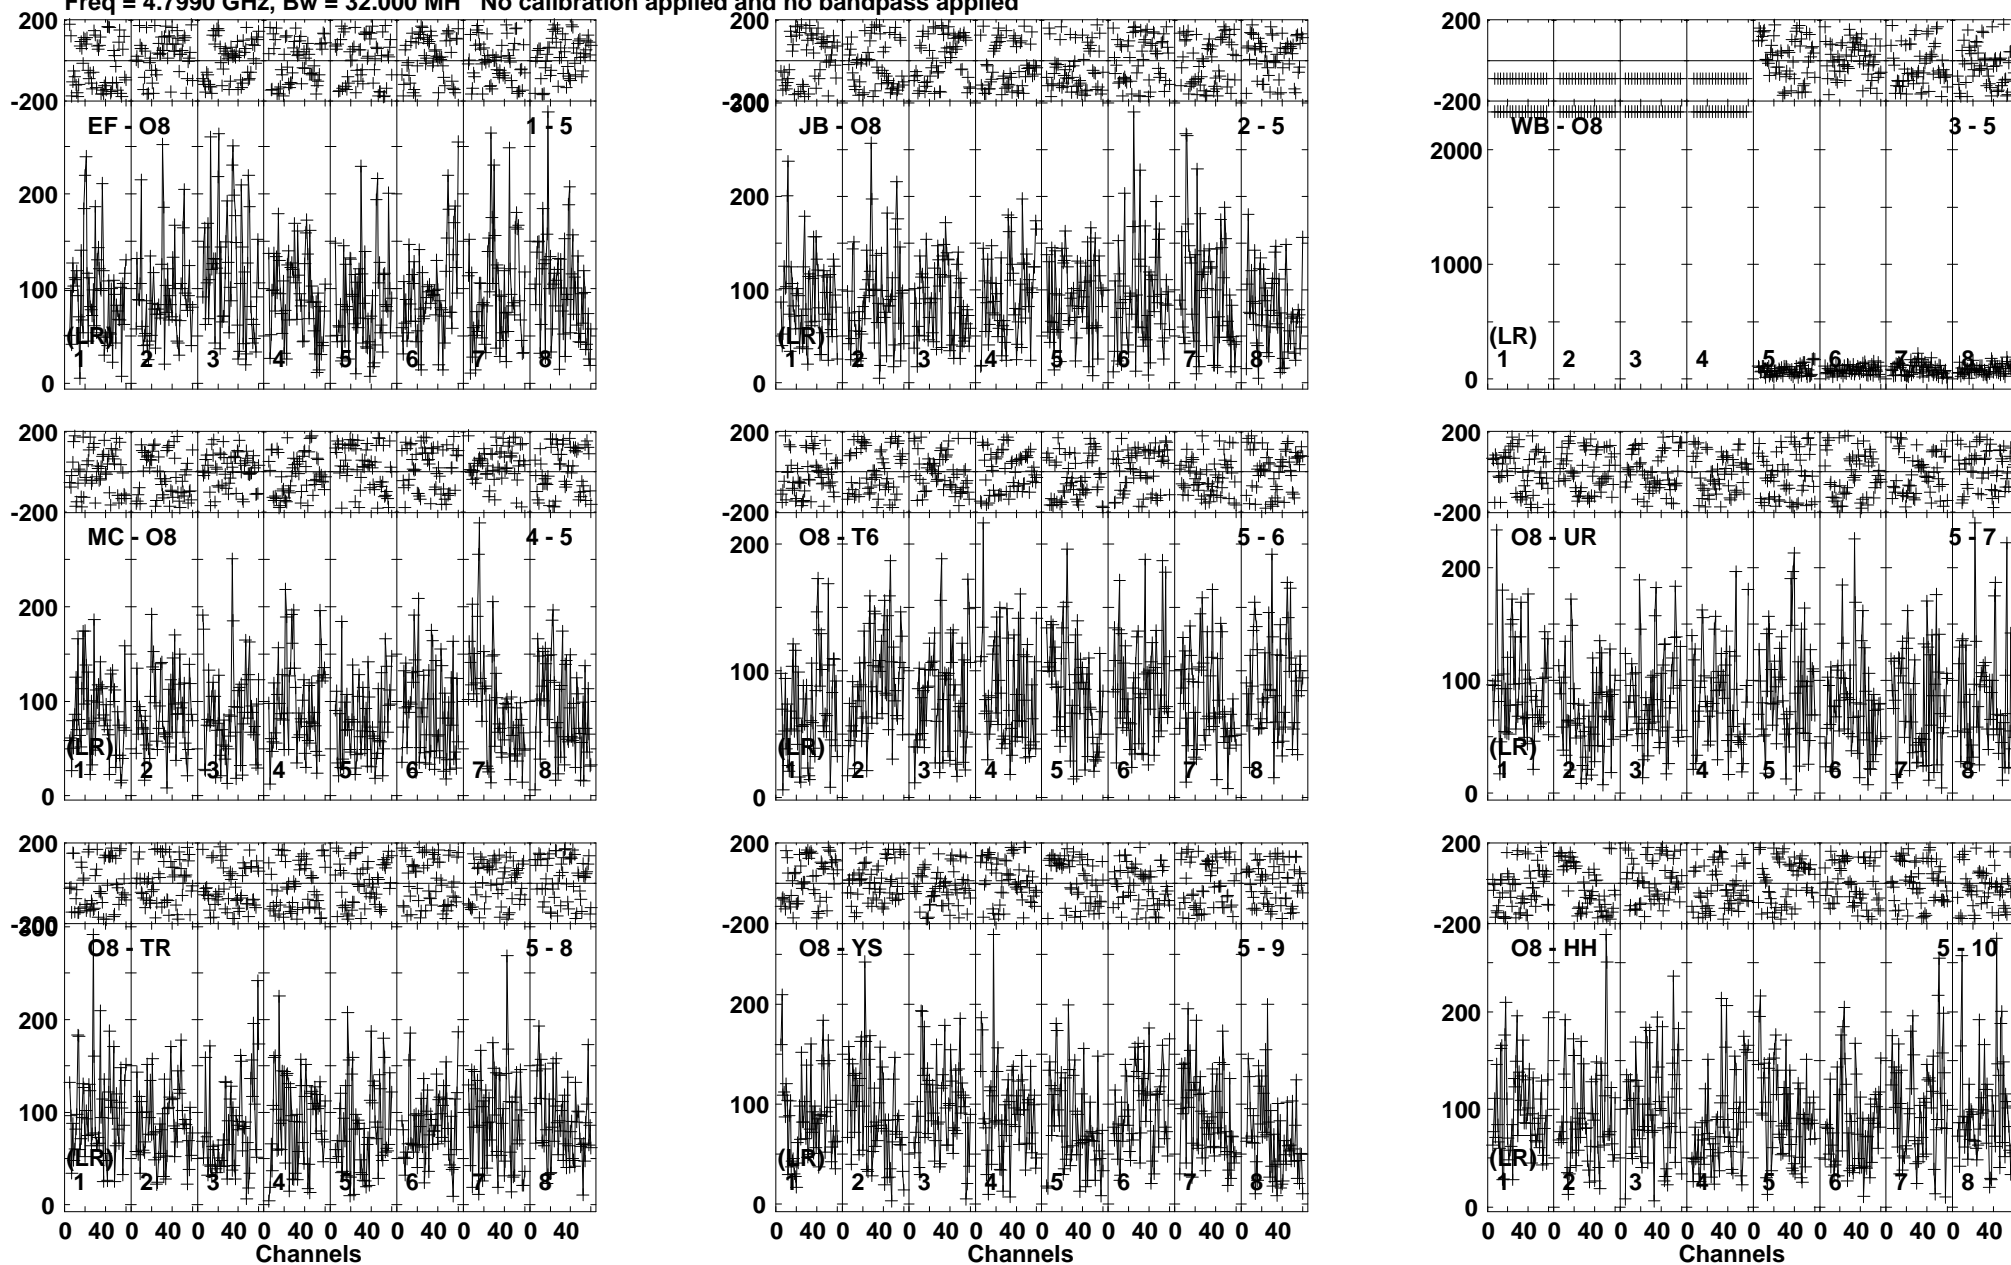 Freq = 4.7990 GHz, Bw = 32.000 MH No calibration applied and no bandpass applied
200 200 200
-200 -200
300
-200
EF - O8 1 - 5 JB - O8 2 - 5 WB - O8 3 - 5
2000
200 200
1000
100 100
(LR) (LR) (LR)
1 2 3 4 5 6 7 8 1 2 3 4 5 6 7 8 1 2 3 4 5 6 7 8
0 0 0
200 200 200
-200 -200 -200
MC - O8 4 - 5 O8 - T6 5 - 6 O8 - UR 5 - 7
200 200 200
100 100 100
(LR) (LR) (LR)
1 2 3 4 5 6 7 8 1 2 3 4 5 6 7 8 1 2 3 4 5 6 7 8
0 0 0
200 200 200
-200 -200 -200
300
O8 - TR 5 - 8 O8 - YS 5 - 9 O8 - HH 5 - 10
200 200 200
100 100 100
(LR) (LR) (LR)
1 2 3 4 5 6 7 8 1 2 3 4 5 6 7 8 1 2 3 4 5 6 7 8
0 0 0
0 40 0 40 0 40 0 40 0 40 0 40 0 40 0 40 0 40 0 40 0 40 0 40 0 40 0 40 0 40 0 40 0 40 0 40 0 40 0 40 0 40 0 40 0 40 0 40
Channels Channels Channels